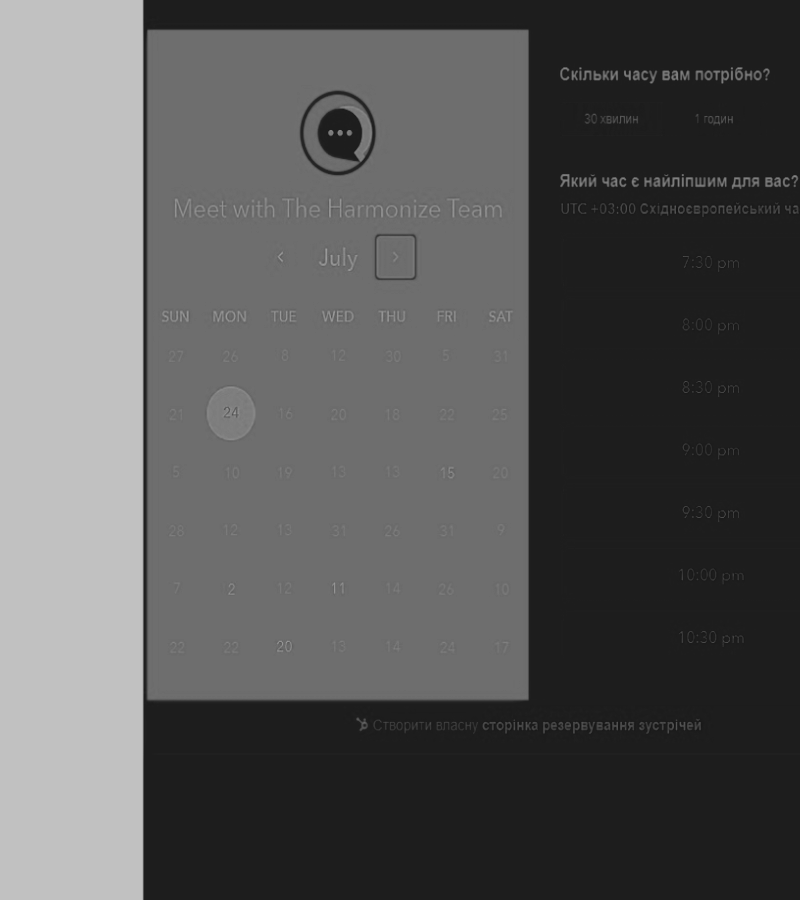 Meet with The Harmonize Team
July
SUN MON TUE WED THU FRI SAT
27 26 8 12 30 5 31
21 24 16 20 18 22 25
5 10 19 13 13 15 20
28 12 13 31 26 31 9
7 2 12 11 14 26 10
22 22 20 13 14 24 17
Скільки часу вам потрібно?
30 хвилин 1 годин
Який час є найліпшим для вас?
UTC +03:00 Східноєвропейський ча
7:30 pm
8:00 pm
8:30 pm
9:00 pm
9:30 pm
10:00 pm
10:30 pm
Створити власну сторінка резервування зустрічей